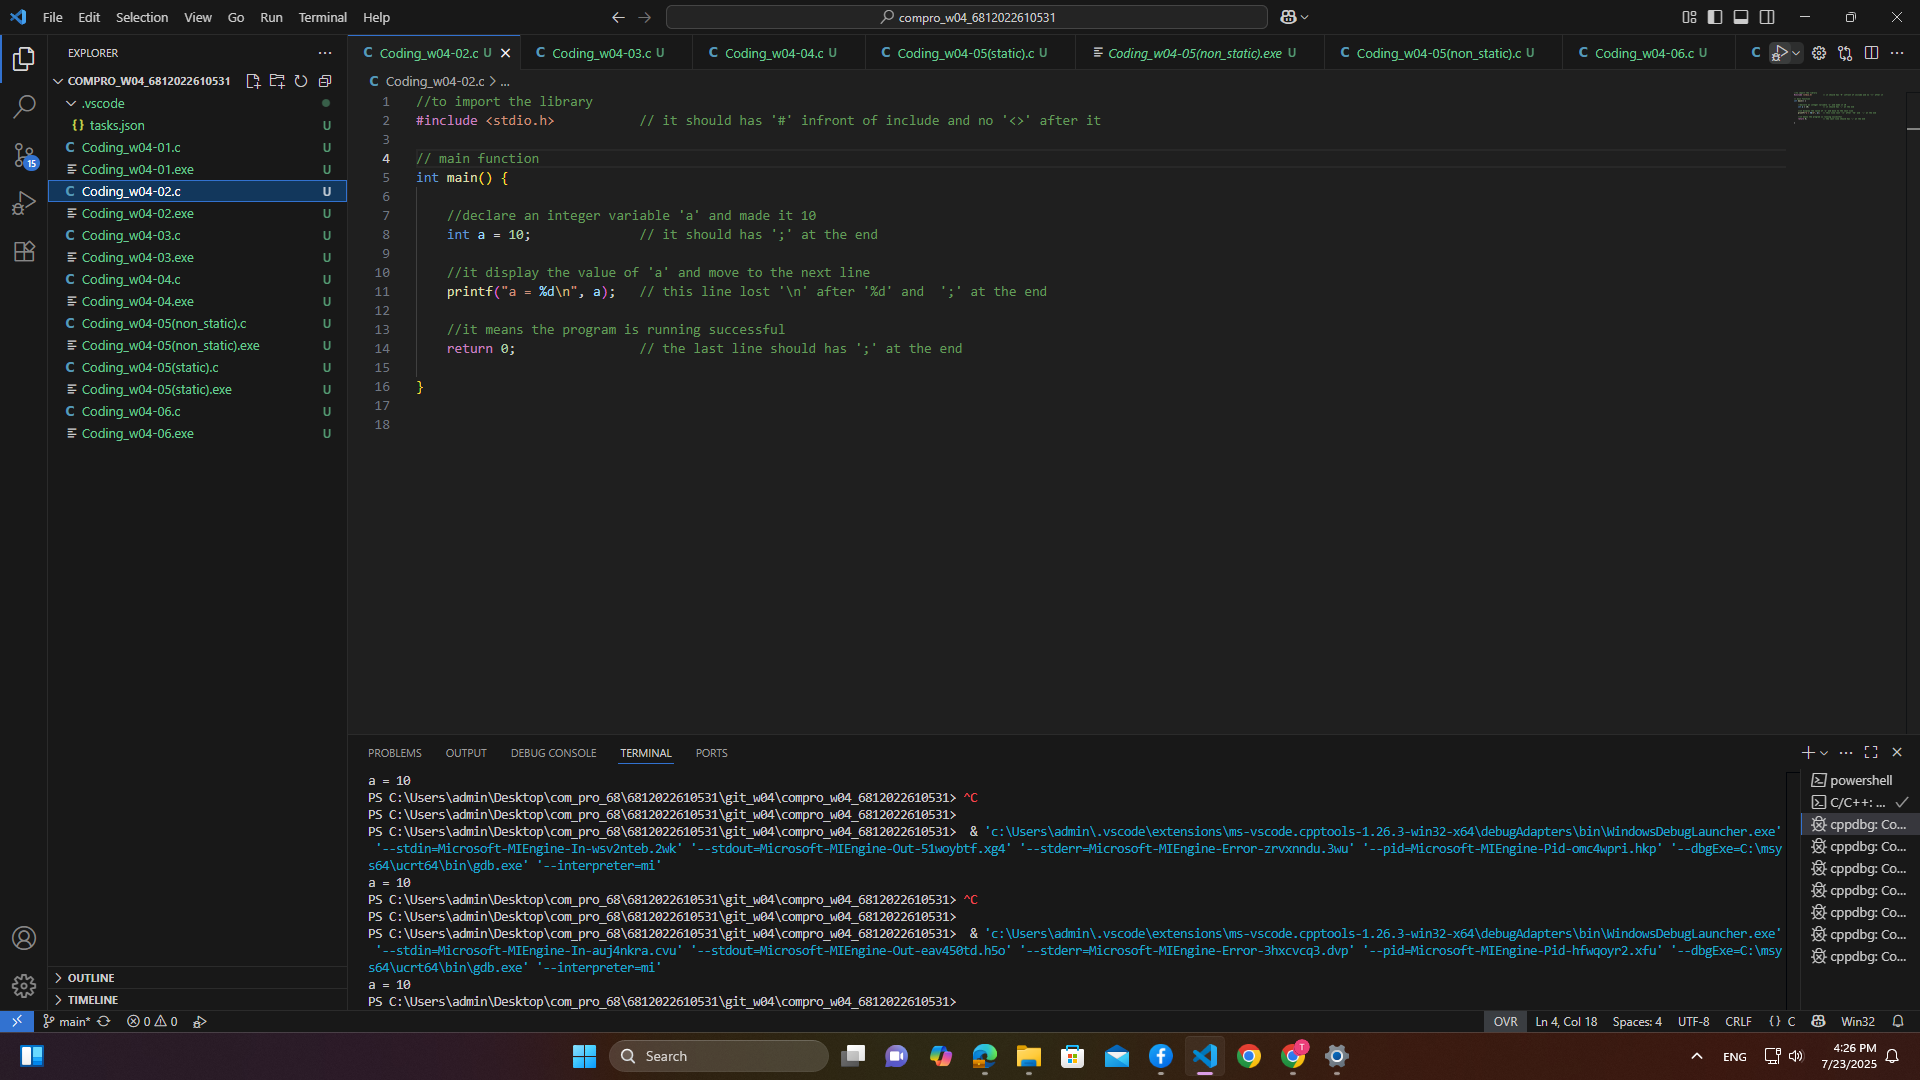 File Edit Selection View Go Run Terminal Help
compro_w04_6812022610531
EXPLORER
COMPRO_W04_6812022610531
.vscode
{} tasks.json U
C Coding_w04-01.c U
Coding_w04-01.exe U
C Coding_w04-02.c U
Coding_w04-02.exe U
C Coding_w04-03.c U
Coding_w04-03.exe U
C Coding_w04-04.c U
Coding_w04-04.exe U
C Coding_w04-05(non_static).c U
Coding_w04-05(non_static).exe U
C Coding_w04-05(static).c U
Coding_w04-05(static).exe U
C Coding_w04-06.c U
Coding_w04-06.exe U
15
OUTLINE
TIMELINE
C Coding_w04-02.c U C Coding_w04-03.c U C Coding_w04-04.c U C Coding_w04-05(static).c U Coding_w04-05(non_static).exe U C Coding_w04-05(non_static).c U C Coding_w04-06.c U C
C Coding_w04-02.c > ...
1 //to import the library
2 #include <stdio.h> // it should has '#' infront of include and no '<>' after it
3
4 // main function
5 int main() {
6
7 //declare an integer variable 'a' and made it 10
8 int a = 10; // it should has ';' at the end
9
10 //it display the value of 'a' and move to the next line
11 printf("a = %d\n", a); // this line lost '\n' after '%d' and  ';' at the end
12
13 //it means the program is running successful
14 return 0; // the last line should has ';' at the end
15
16 }
17
18
PROBLEMS OUTPUT DEBUG CONSOLE TERMINAL PORTS
a = 10
PS C:\Users\admin\Desktop\com_pro_68\6812022610531\git_w04\compro_w04_6812022610531> ^C
PS C:\Users\admin\Desktop\com_pro_68\6812022610531\git_w04\compro_w04_6812022610531>
PS C:\Users\admin\Desktop\com_pro_68\6812022610531\git_w04\compro_w04_6812022610531>  & 'c:\Users\admin\.vscode\extensions\ms-vscode.cpptools-1.26.3-win32-x64\debugAdapters\bin\WindowsDebugLauncher.exe'
'--stdin=Microsoft-MIEngine-In-wsv2nteb.2wk' '--stdout=Microsoft-MIEngine-Out-51woybtf.xg4' '--stderr=Microsoft-MIEngine-Error-zrvxnndu.3wu' '--pid=Microsoft-MIEngine-Pid-omc4wpri.hkp' '--dbgExe=C:\msy
s64\ucrt64\bin\gdb.exe' '--interpreter=mi'
a = 10
PS C:\Users\admin\Desktop\com_pro_68\6812022610531\git_w04\compro_w04_6812022610531> ^C
PS C:\Users\admin\Desktop\com_pro_68\6812022610531\git_w04\compro_w04_6812022610531>
PS C:\Users\admin\Desktop\com_pro_68\6812022610531\git_w04\compro_w04_6812022610531>  & 'c:\Users\admin\.vscode\extensions\ms-vscode.cpptools-1.26.3-win32-x64\debugAdapters\bin\WindowsDebugLauncher.exe'
'--stdin=Microsoft-MIEngine-In-auj4nkra.cvu' '--stdout=Microsoft-MIEngine-Out-eav450td.h5o' '--stderr=Microsoft-MIEngine-Error-3hxcvcq3.dvp' '--pid=Microsoft-MIEngine-Pid-hfwqoyr2.xfu' '--dbgExe=C:\msy
s64\ucrt64\bin\gdb.exe' '--interpreter=mi'
a = 10
PS C:\Users\admin\Desktop\com_pro_68\6812022610531\git_w04\compro_w04_6812022610531>
powershell
C/C++: ...
cppdbg: Co...
cppdbg: Co...
cppdbg: Co...
cppdbg: Co...
cppdbg: Co...
cppdbg: Co...
cppdbg: Co...
main* 0 0 OVR Ln 4, Col 18 Spaces: 4 UTF-8 CRLF {} C Win32
Search
T
ENG
4:26 PM
7/23/2025